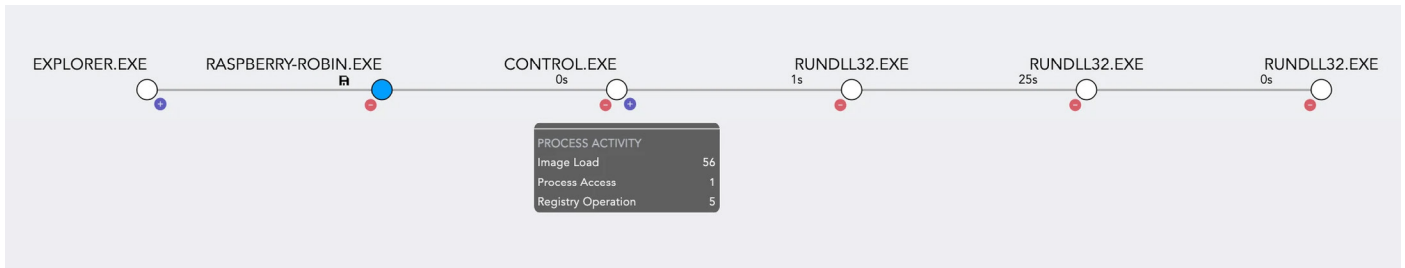 EXPLORER.EXE
RASPBERRY-ROBIN.EXE
CONTROL.EXE
RUNDLL32.EXE
RUNDLL32.EXE
RUNDLL32.EXE
0s
1s
25s
0s
PROCESS ACTIVITY
Image Load 56
Process Access 1
Registry Operation 5